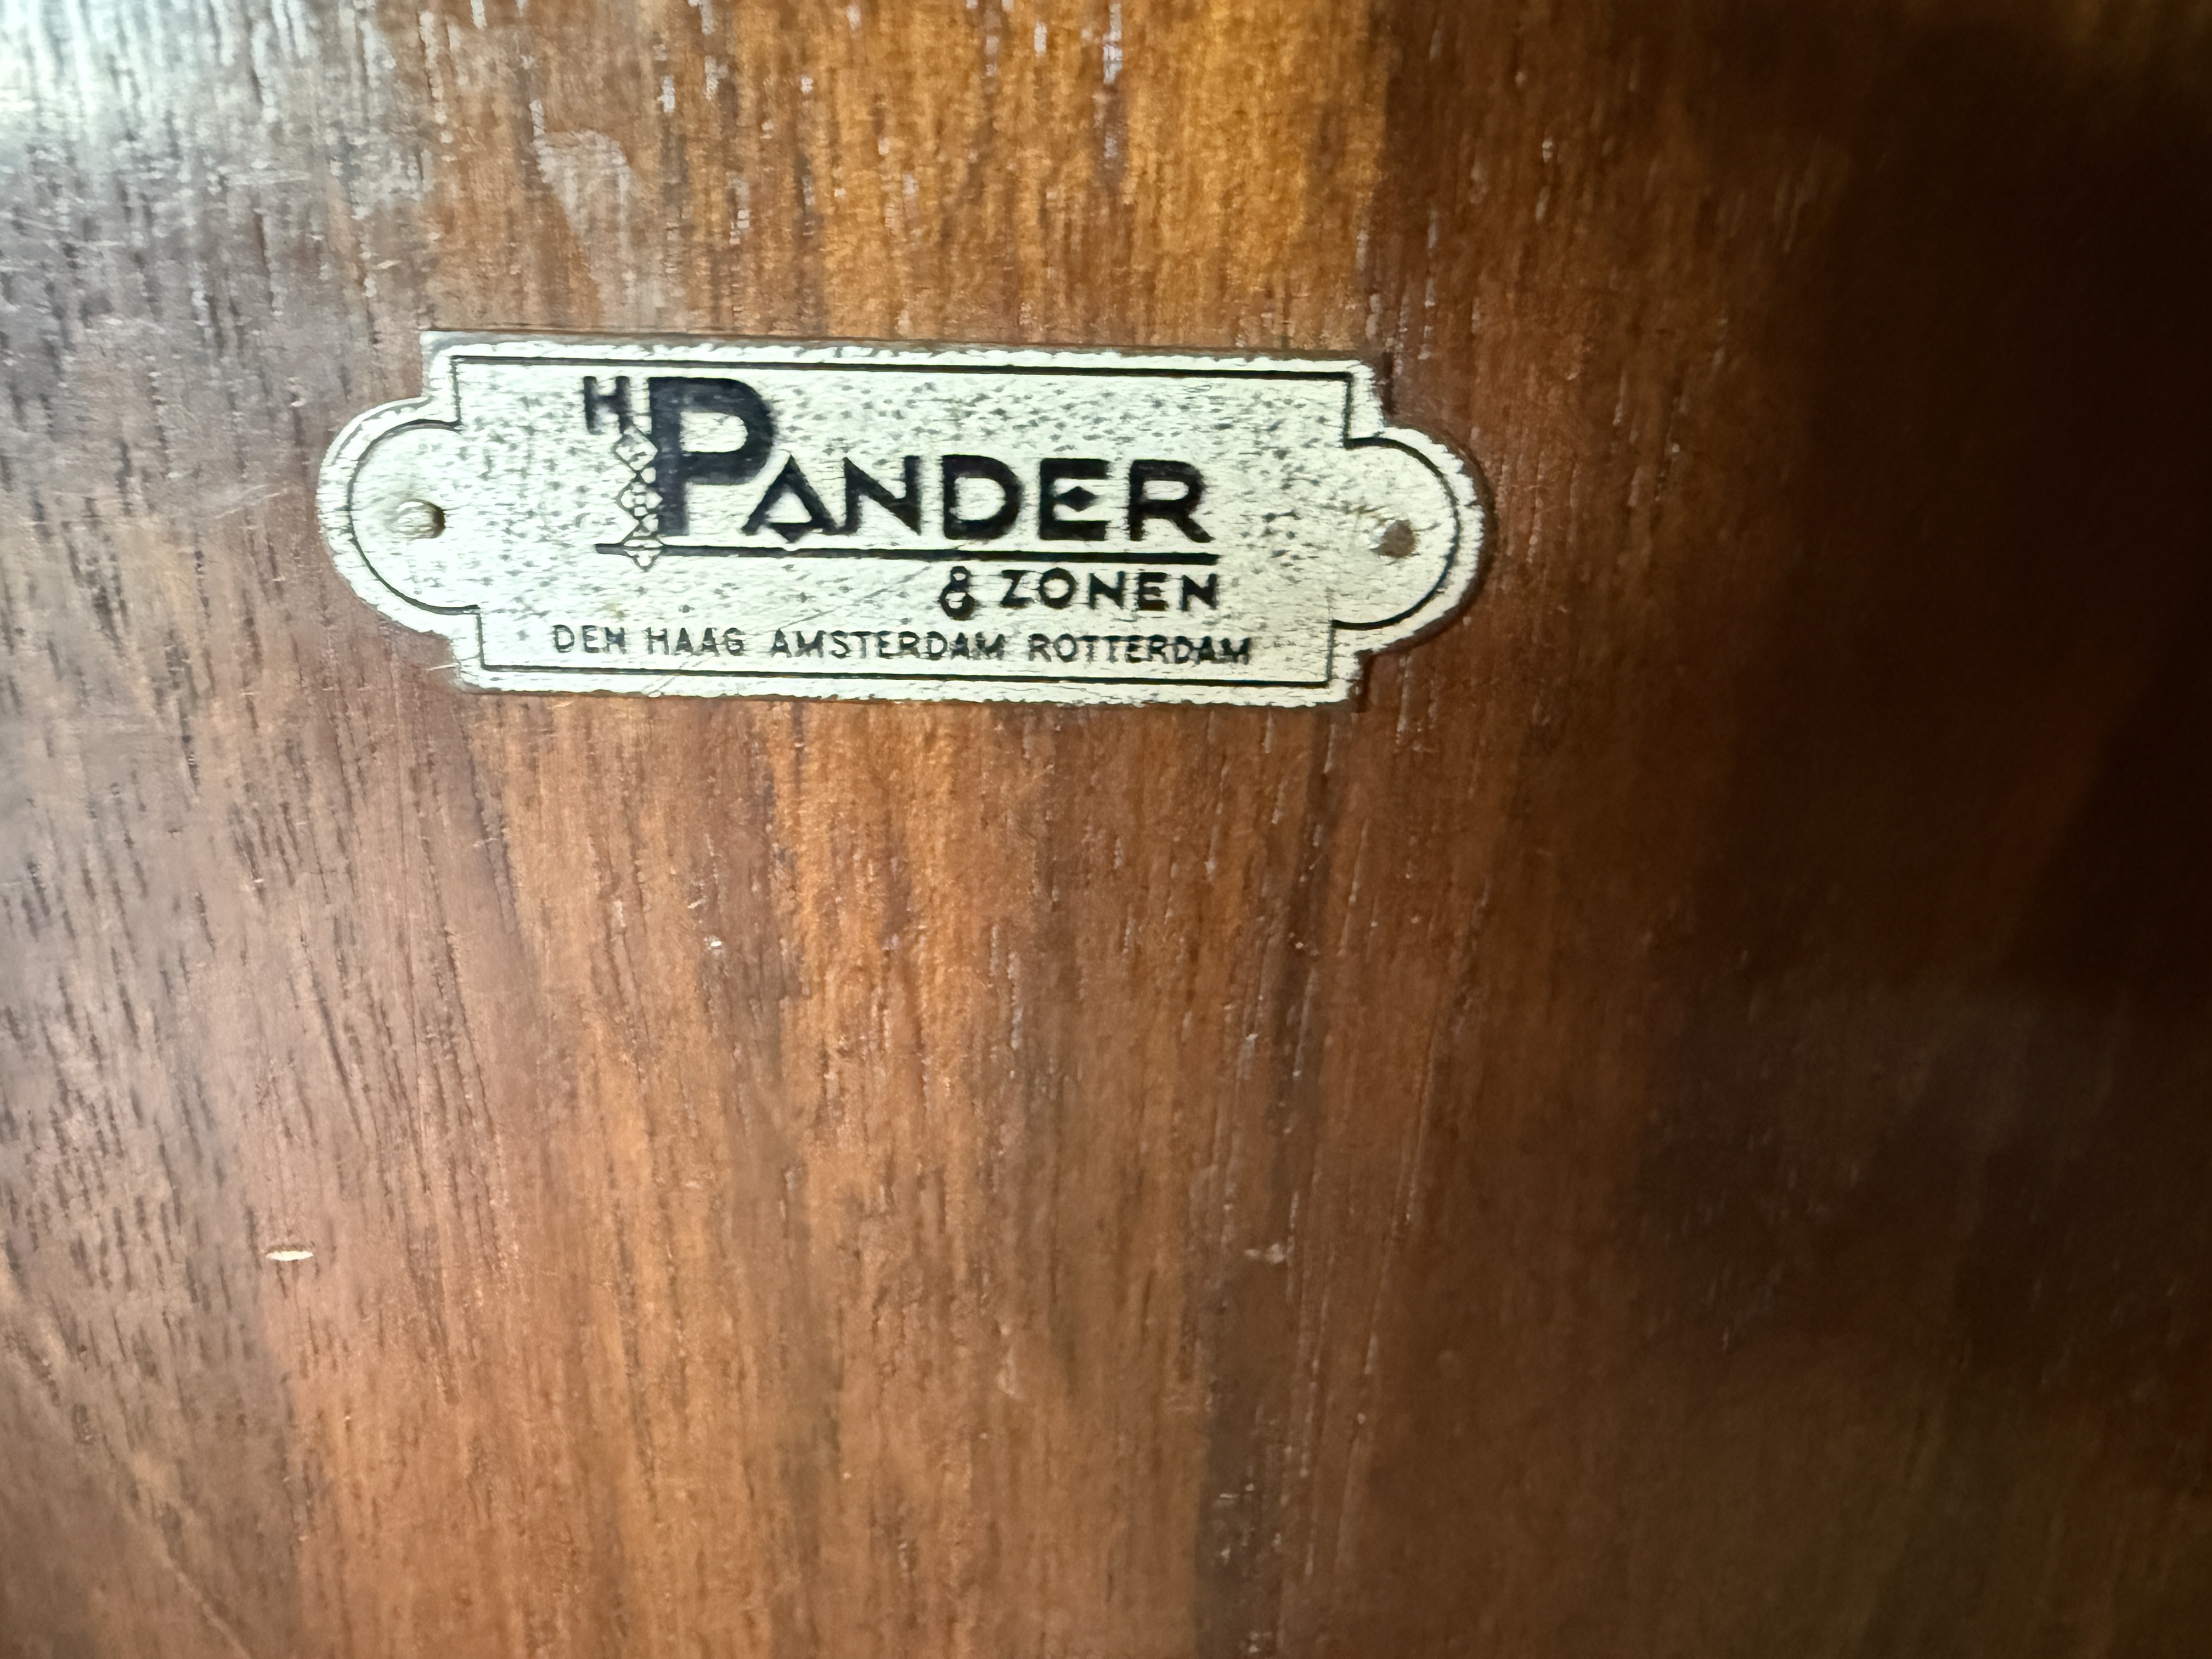 H PANDER
& ZONEN
DEN HAAG AMSTERDAM ROTTERDAM